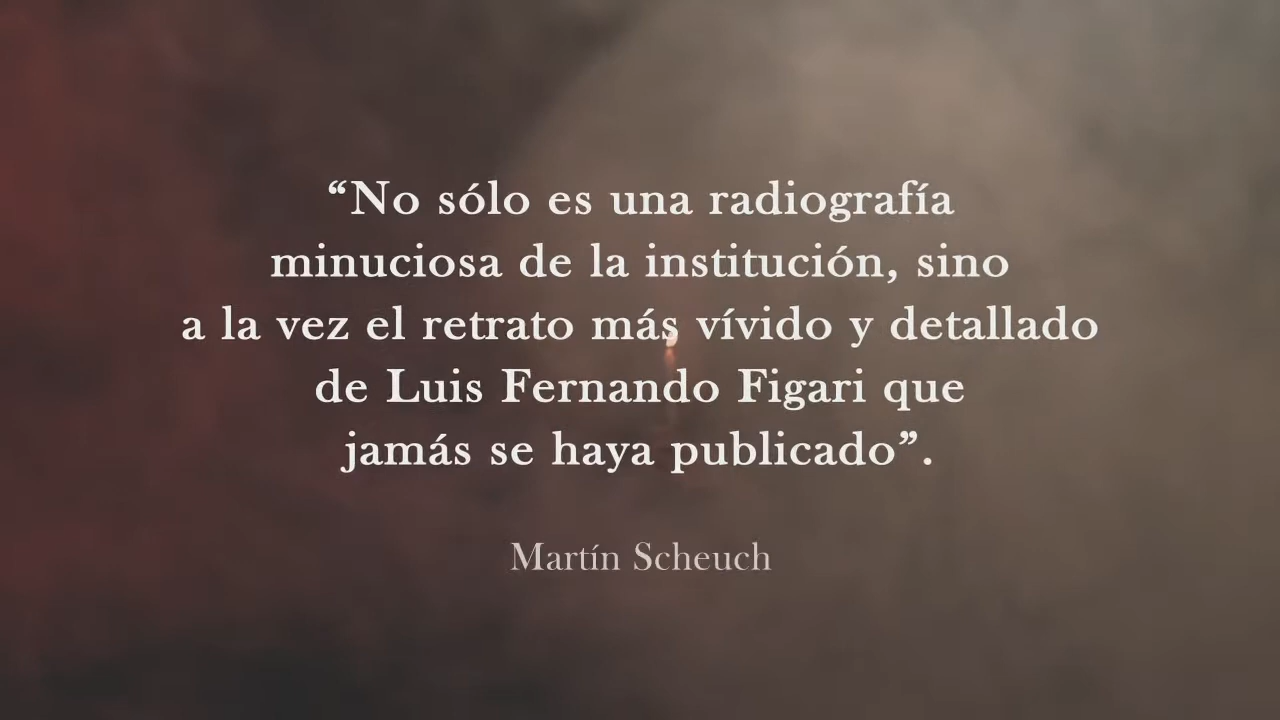 “No sólo es una radiografía
minuciosa de la institución, sino
a la vez el retrato más vívido y detallado
de Luis Fernando Figari que
jamás se haya publicado”.
Martín Scheuch